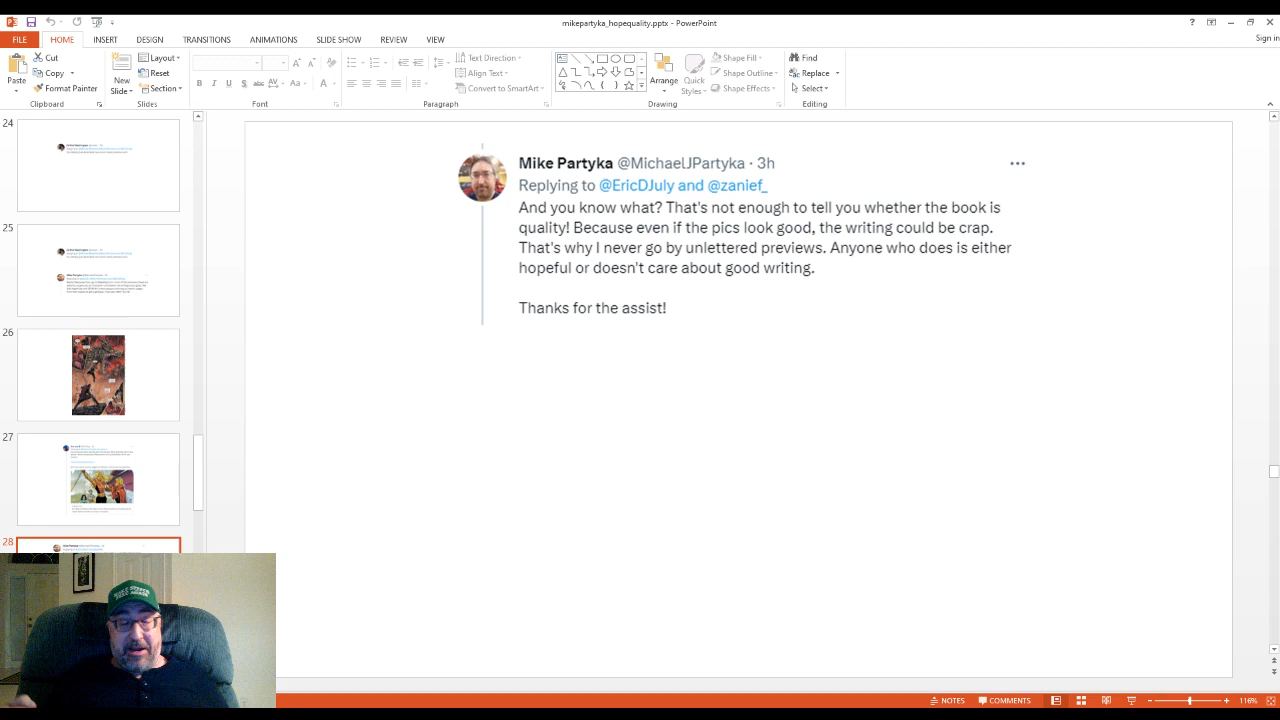 mikepartyka_hopequality.pptx - PowerPoint
Sign in
FILE HOME INSERT DESIGN TRANSITIONS ANIMATIONS SLIDE SHOW REVIEW VIEW
Paste
Cut
Copy
Format Painter
Clipboard
New
Slide
Layout
Reset
Section
Slides
Font
Text Direction
Align Text
Convert to SmartArt
Paragraph
Arrange
Quick
Styles
Shape Fill
Shape Outline
Shape Effects
Drawing
Find
Replace
Select
Editing
24
25
26
27
28
Mike Partyka @MichaelJPartyka · 3h
Replying to @EricDJuly and @zanief_
And you know what? That's not enough to tell you whether the book is
quality! Because even if the pics look good, the writing could be crap.
That's why I never go by unlettered previews. Anyone who does is either
hopeful or doesn't care about good writing.
Thanks for the assist!
NOTES COMMENTS 116%